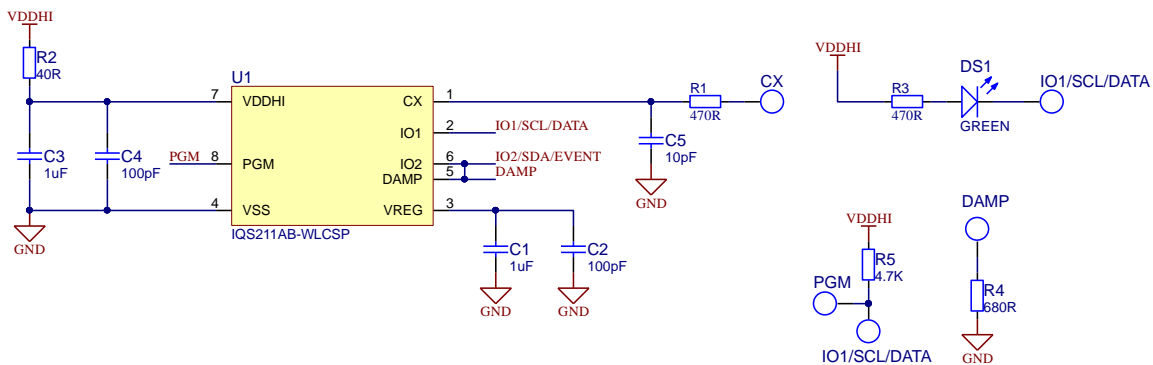 VDDHI
R2
40R
U1
7
VDDHI
CX
1
R1
470R
CX
VDDHI
R3
470R
DS1
GREEN
IO1/SCL/DATA
IO1
2
IO1/SCL/DATA
C3
1uF
C4
100pF
PGM
8
PGM
IO2
6
IO2/SDA/EVENT
DAMP
5
DAMP
C5
10pF
GND
4
VSS
VREG
3
GND
IQS211AB-WLCSP
C1
1uF
GND
C2
100pF
GND
VDDHI
R5
4.7K
PGM
IO1/SCL/DATA
DAMP
R4
680R
GND